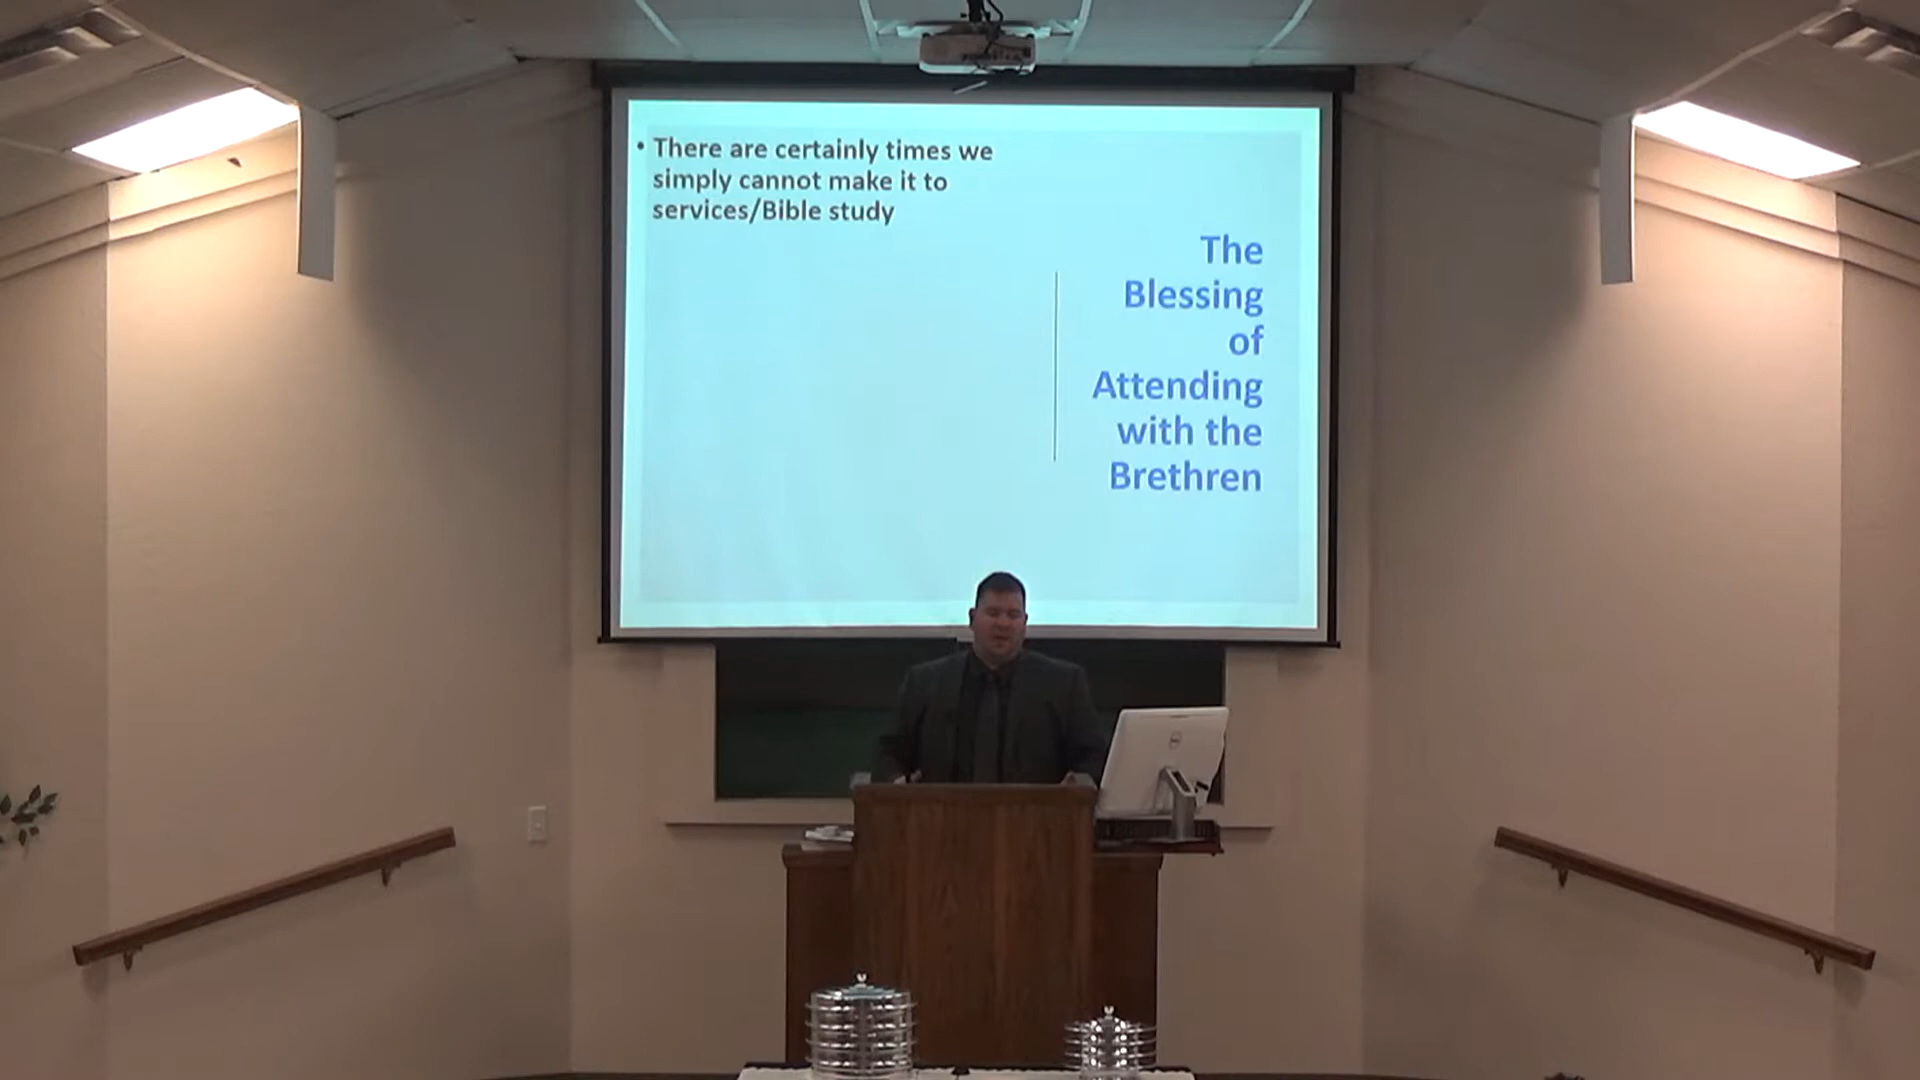 • There are certainly times we
simply cannot make it to
services/Bible study
The
Blessing
of
Attending
with the
Brethren